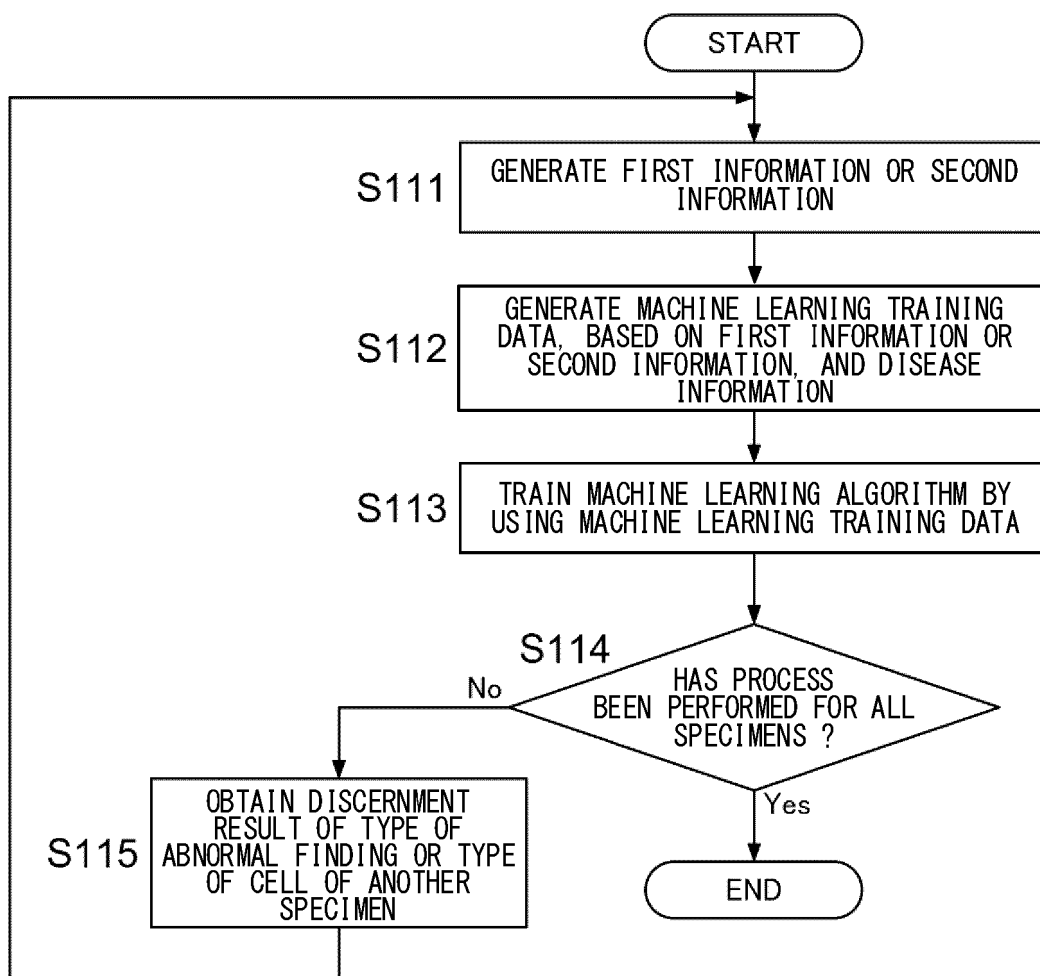 START
S111
GENERATE FIRST INFORMATION OR SECOND
INFORMATION
S112
GENERATE MACHINE LEARNING TRAINING
DATA, BASED ON FIRST INFORMATION OR
SECOND INFORMATION, AND DISEASE
INFORMATION
S113
TRAIN MACHINE LEARNING ALGORITHM BY
USING MACHINE LEARNING TRAINING DATA
S114
HAS PROCESS
BEEN PERFORMED FOR ALL
SPECIMENS ?
No
Yes
S115
OBTAIN DISCERNMENT
RESULT OF TYPE OF
ABNORMAL FINDING OR TYPE
OF CELL OF ANOTHER
SPECIMEN
END